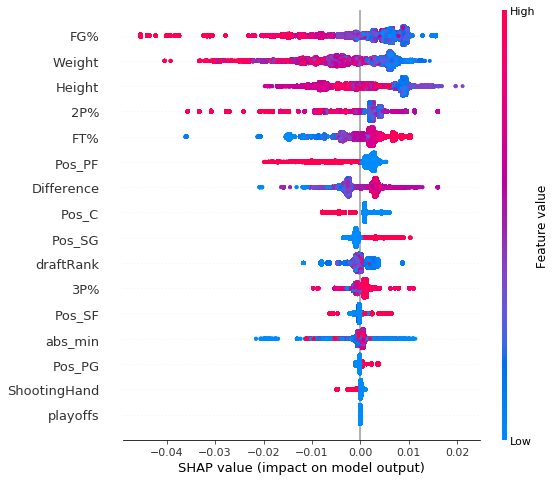 High
FG%
Weight
Height
2P%
FT%
Pos_PF
Difference
Pos_C
Pos_SG
draftRank
3P%
Pos_SF
abs_min
Pos_PG
ShootingHand
playoffs
Feature value
Low
−0.04 −0.03 −0.02 −0.01 0.00 0.01 0.02
SHAP value (impact on model output)